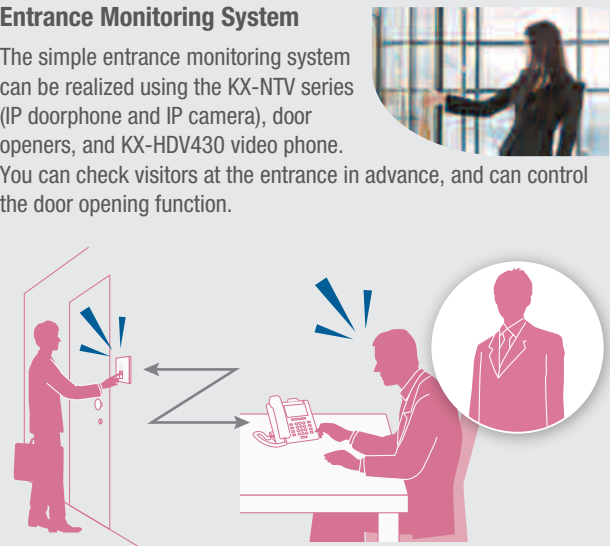 Entrance Monitoring System
The simple entrance monitoring system
can be realized using the KX-NTV series
(IP doorphone and IP camera), door
openers, and KX-HDV430 video phone.
You can check visitors at the entrance in advance, and can control
the door opening function.